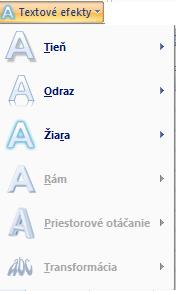 Textové efekty
Tieň
Odraz
Žiara
Rám
Priestorové otáčanie
Transformácia